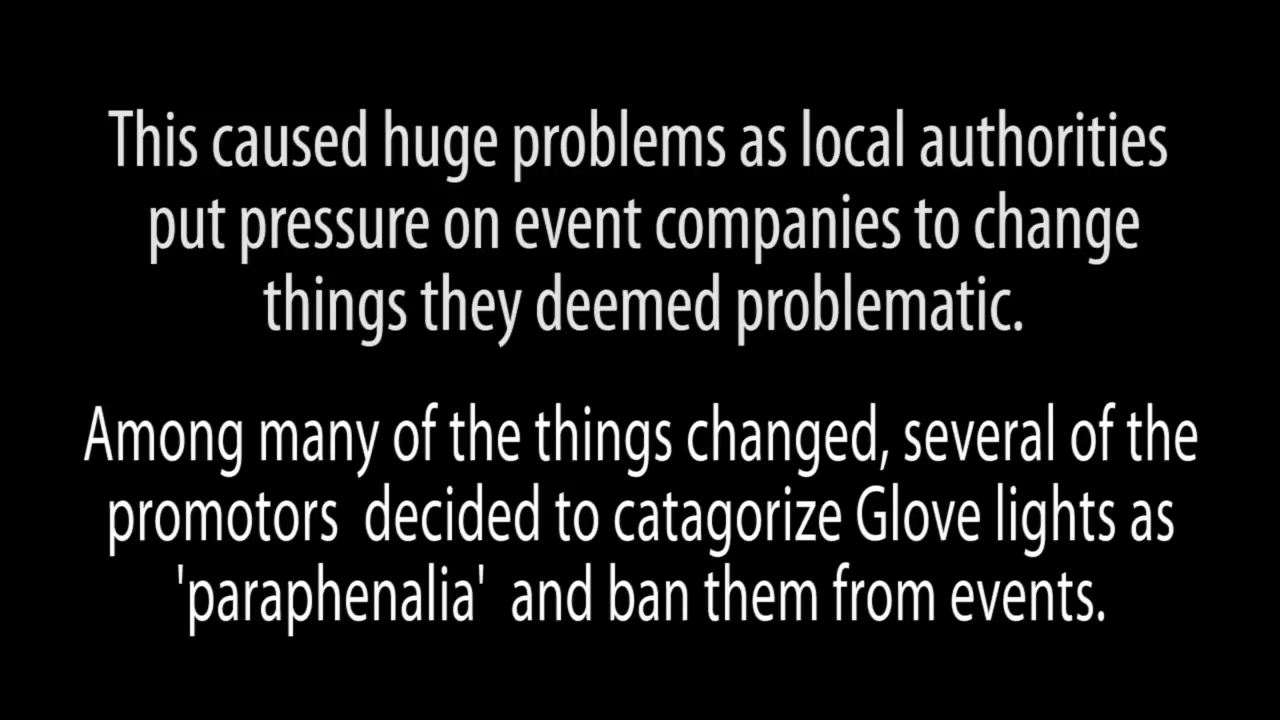 This caused huge problems as local authorities
put pressure on event companies to change
things they deemed problematic.
Among many of the things changed, several of the
promotors  decided to catagorize Glove lights as
'paraphenalia'  and ban them from events.